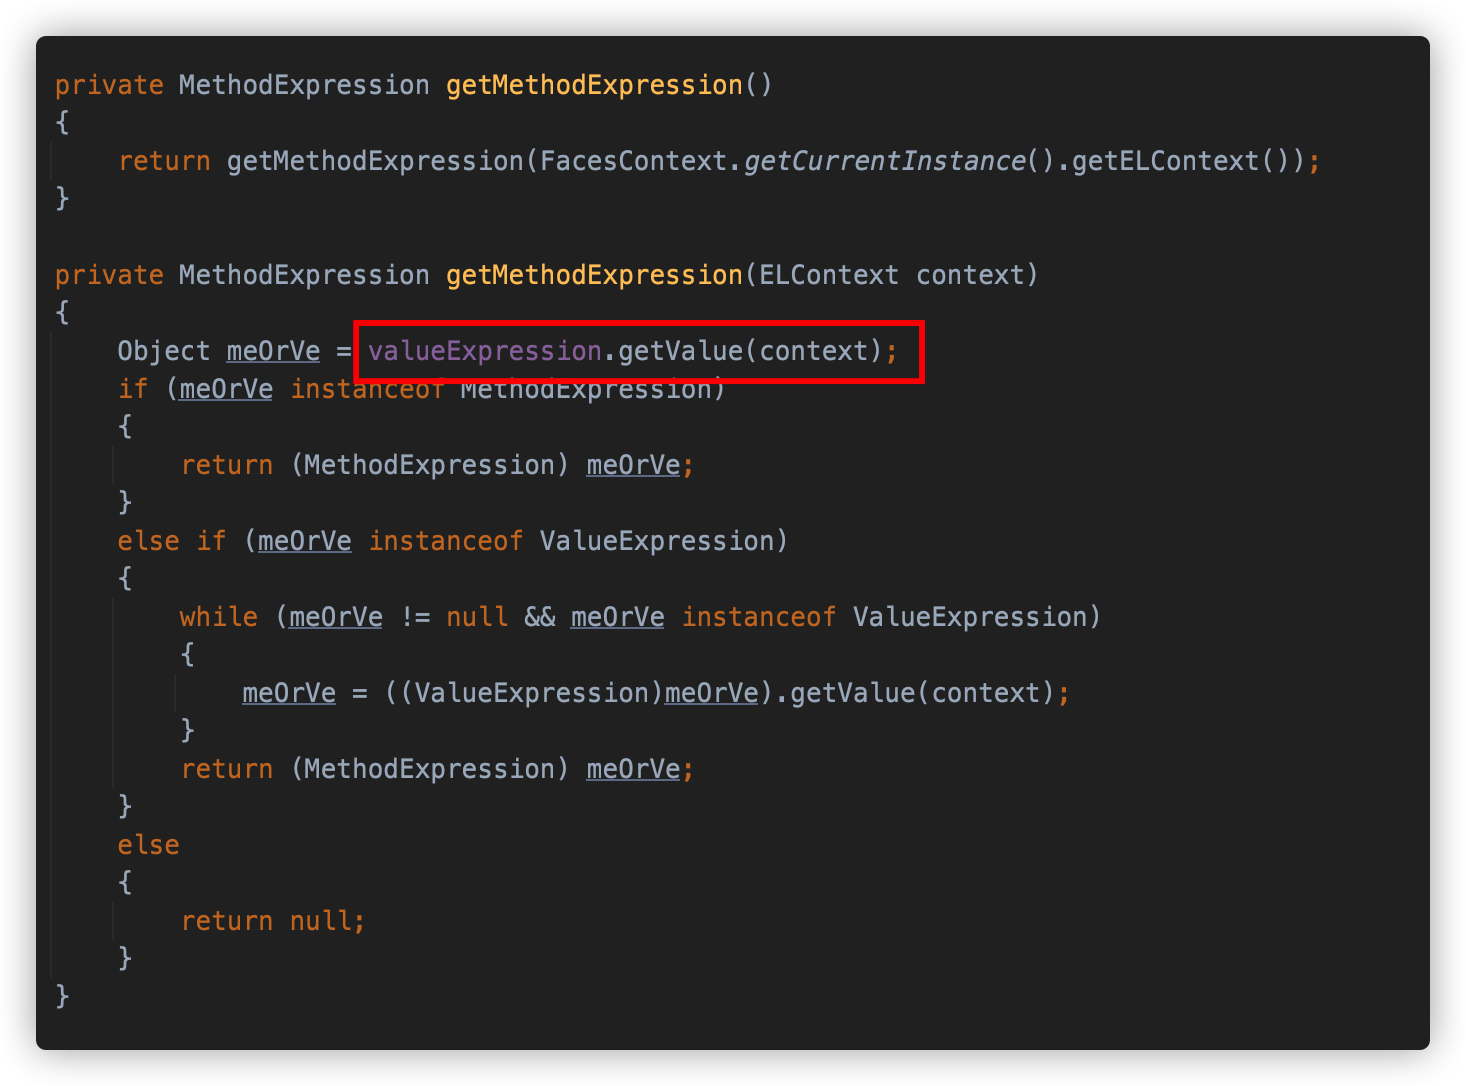 private MethodExpression getMethodExpression()
{
    return getMethodExpression(FacesContext.getCurrentInstance().getELContext());
}

private MethodExpression getMethodExpression(ELContext context)
{
    Object meOrVe = valueExpression.getValue(context);
    if (meOrVe instanceof MethodExpression)
    {
        return (MethodExpression) meOrVe;
    }
    else if (meOrVe instanceof ValueExpression)
    {
        while (meOrVe != null && meOrVe instanceof ValueExpression)
        {
            meOrVe = ((ValueExpression)meOrVe).getValue(context);
        }
        return (MethodExpression) meOrVe;
    }
    else
    {
        return null;
    }
}